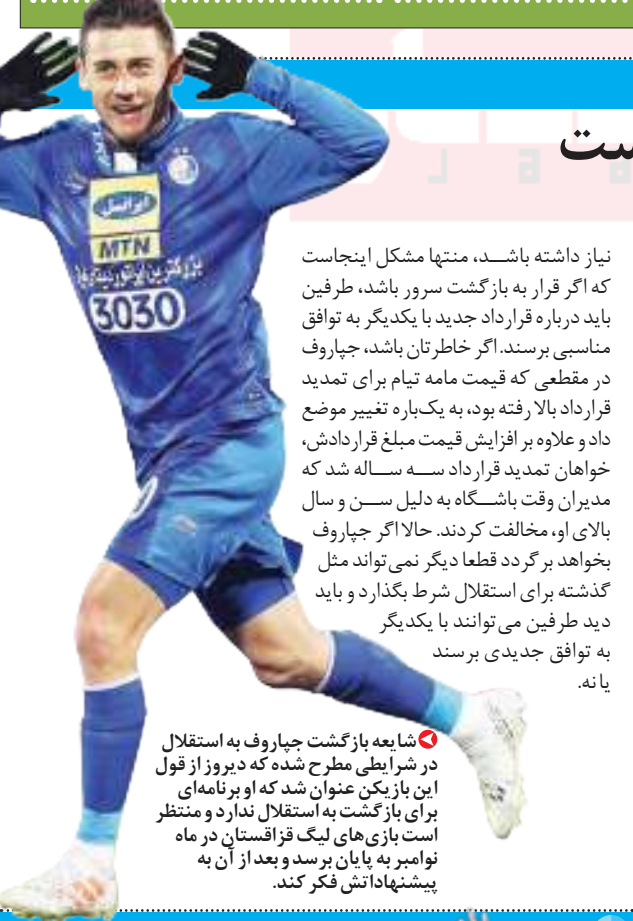 ست
نیاز داشته باشد، منتها مشکل اینجاست
که اگر قرار به بازگشت سرور باشد، طرفین
باید درباره قرارداد جدید با یکدیگر به توافق
مناسبی برسند. اگر خاطرتان باشد، جپاروف
در مقطعی که قیمت مامه تیام برای تمدید
قرارداد بالا رفته بود، به یک‌باره تغییر موضع
داد و علاوه بر افزایش قیمت مبلغ قراردادش،
خواهان تمدید قرارداد سه ساله شد که
مدیران وقت باشگاه به دلیل سن و سال
بالای او، مخالفت کردند. حالا اگر جپاروف
بخواهد برگردد قطعا دیگر نمی‌تواند مثل
گذشته برای استقلال شرط بگذارد و باید
دید طرفین می‌توانند با یکدیگر
به توافق جدیدی برسند
یا نه.
شایعه بازگشت جپاروف به استقلال
در شرایطی مطرح شده که دیروز از قول
این بازیکن عنوان شد که او برنامه‌ای
برای بازگشت به استقلال ندارد و منتظر
است بازی‌های لیگ قزاقستان در ماه
نوامبر به پایان برسد و بعد از آن به
پیشنهاداتش فکر کند.
ایرانسل
MTN
3030